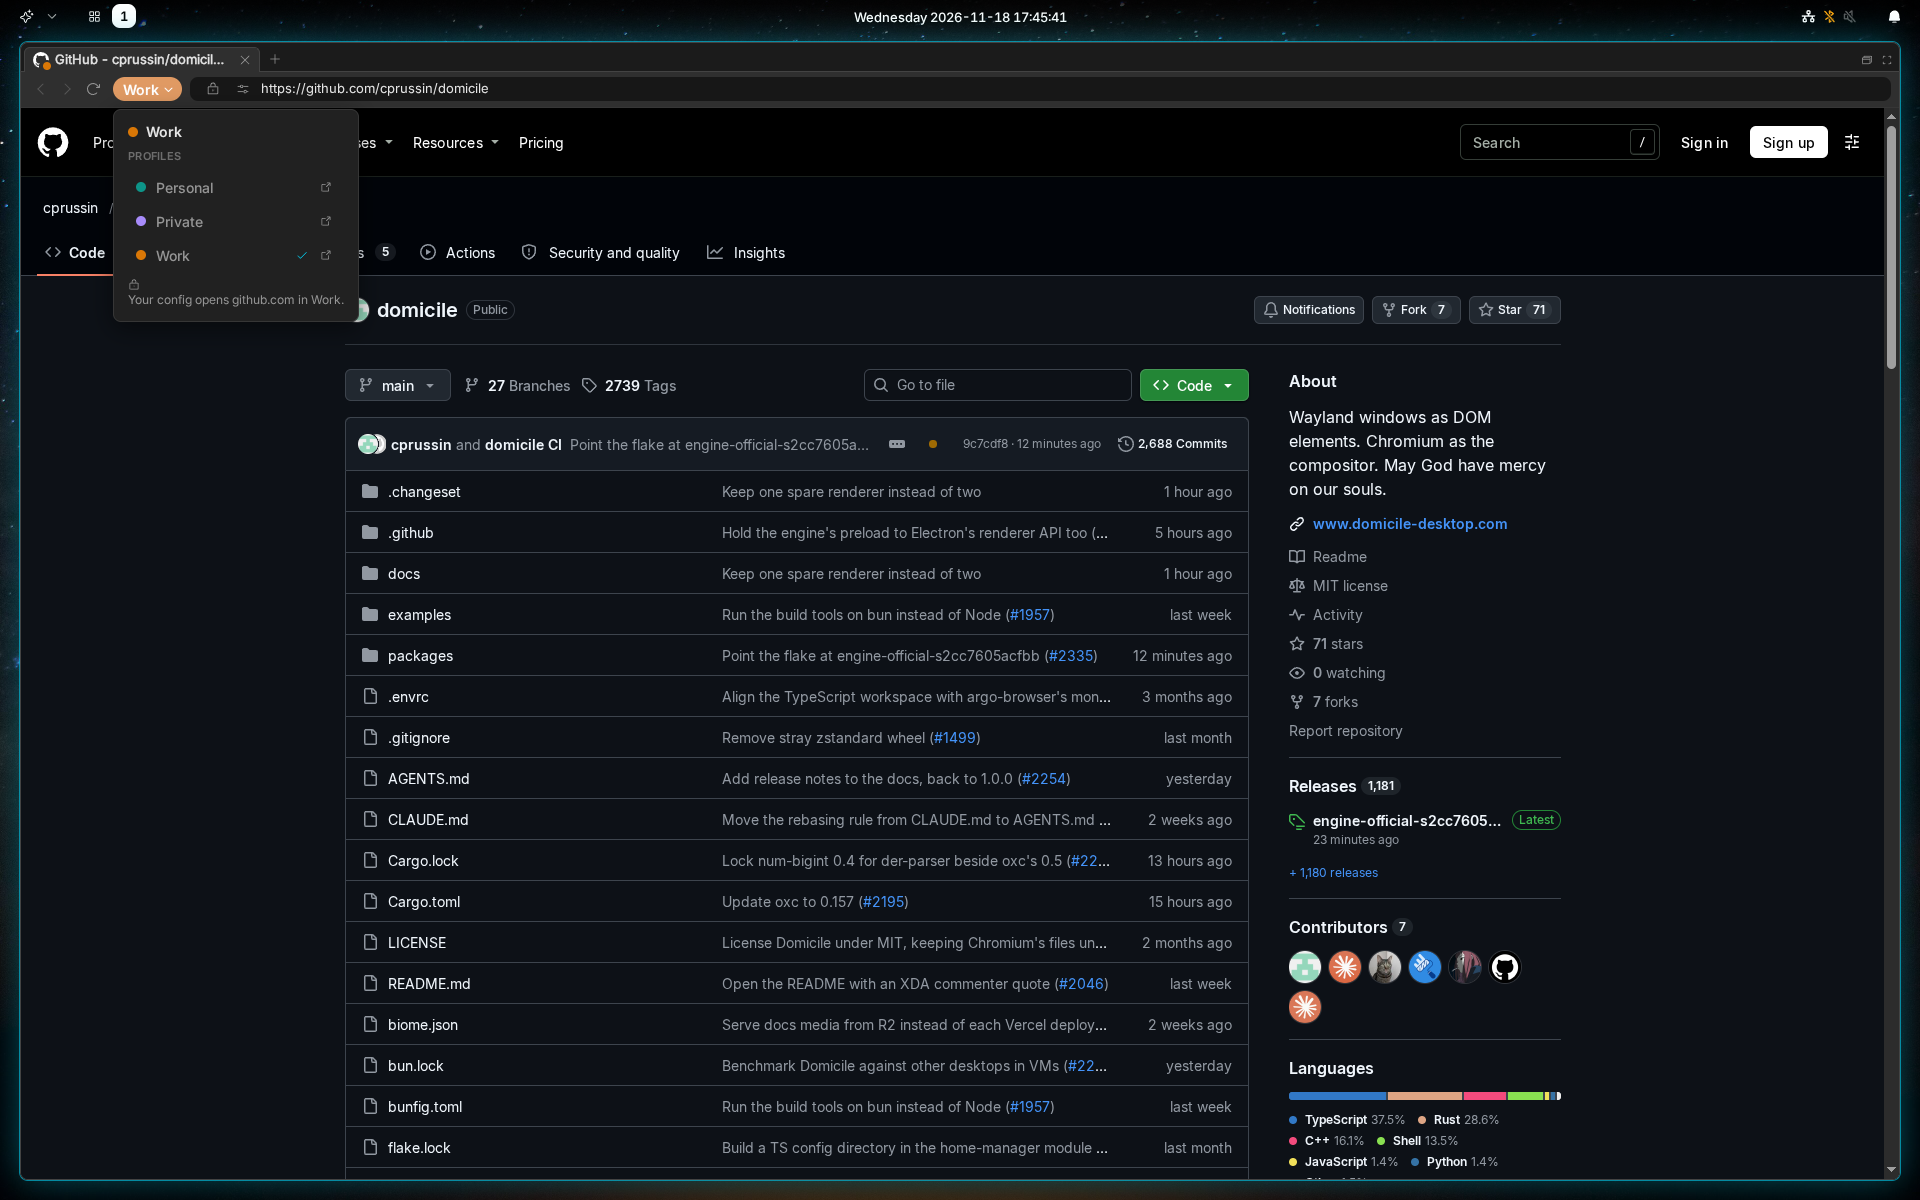 1
Wednesday 2026-11-18 17:45:41
GitHub - cprussin/domicil...
Work
https://github.com/cprussin/domicile
Work
PROFILES
Personal
Private
Work
Your config opens github.com in Work.
Resources
Pricing
Search
/
Sign in
Sign up
cprussin /
Code
5
Actions
Security and quality
Insights
domicile
Public
Notifications
Fork 7
Star 71
main
27 Branches
2739 Tags
Go to file
Code
cprussin and domicile CI Point the flake at engine-official-s2cc7605a...
9c7cdf8 · 12 minutes ago
2,688 Commits
.changeset Keep one spare renderer instead of two 1 hour ago
.github Hold the engine's preload to Electron's renderer API too (... 5 hours ago
docs Keep one spare renderer instead of two 1 hour ago
examples Run the build tools on bun instead of Node (#1957) last week
packages Point the flake at engine-official-s2cc7605acfbb (#2335) 12 minutes ago
.envrc Align the TypeScript workspace with argo-browser's mon... 3 months ago
.gitignore Remove stray zstandard wheel (#1499) last month
AGENTS.md Add release notes to the docs, back to 1.0.0 (#2254) yesterday
CLAUDE.md Move the rebasing rule from CLAUDE.md to AGENTS.md ... 2 weeks ago
Cargo.lock Lock num-bigint 0.4 for der-parser beside oxc's 0.5 (#22... 13 hours ago
Cargo.toml Update oxc to 0.157 (#2195) 15 hours ago
LICENSE License Domicile under MIT, keeping Chromium's files un... 2 months ago
README.md Open the README with an XDA commenter quote (#2046) last week
biome.json Serve docs media from R2 instead of each Vercel deploy... 2 weeks ago
bun.lock Benchmark Domicile against other desktops in VMs (#22... yesterday
bunfig.toml Run the build tools on bun instead of Node (#1957) last week
flake.lock Build a TS config directory in the home-manager module ... last month
About
Wayland windows as DOM
elements. Chromium as the
compositor. May God have mercy
on our souls.
www.domicile-desktop.com
Readme
MIT license
Activity
71 stars
0 watching
7 forks
Report repository
Releases 1,181
engine-official-s2cc7605... Latest
23 minutes ago
+ 1,180 releases
Contributors 7
Languages
TypeScript 37.5% Rust 28.6%
C++ 16.1% Shell 13.5%
JavaScript 1.4% Python 1.4%